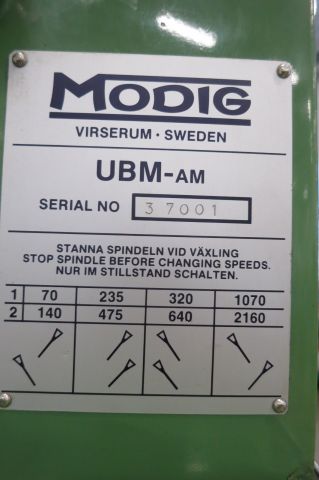 MODIG
VIRSERUM · SWEDEN
UBM-AM
SERIAL NO 37001
STANNA SPINDELN VID VÄXLING
STOP SPINDLE BEFORE CHANGING SPEEDS.
NUR IM STILLSTAND SCHALTEN.
1 70 235 320 1070
2 140 475 640 2160